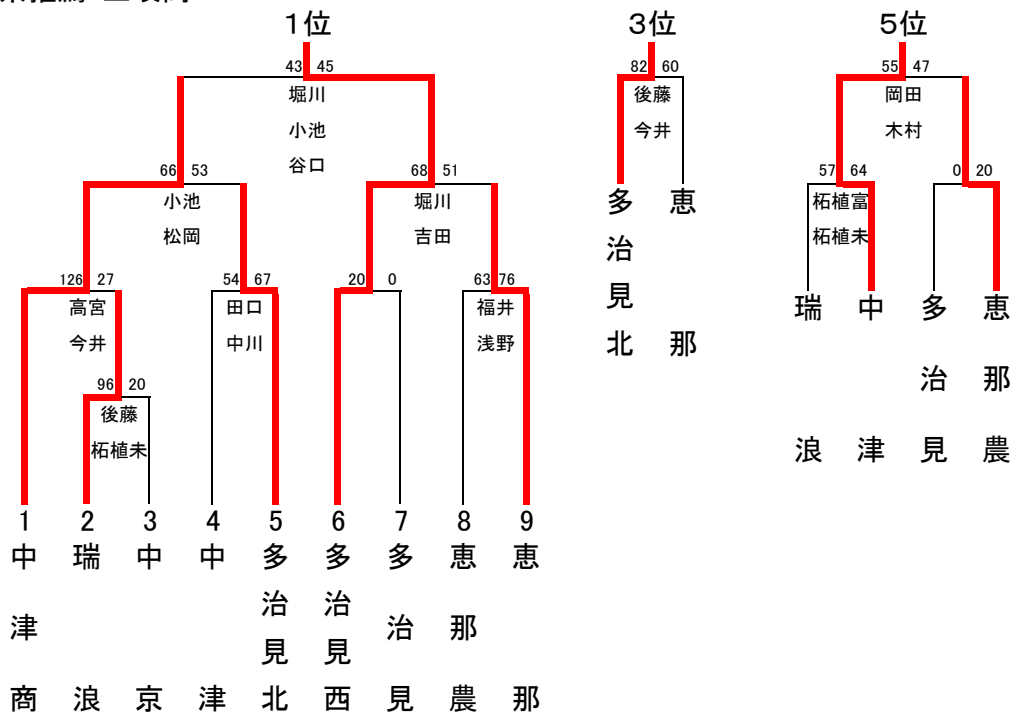 1位 3位 5位
43 45 82 60 55 47
堀川 後藤 岡田
小池 今井 木村
谷口
66 53 68 51 57 64 0 20
小池 堀川 柘植富
松岡 吉田 柘植未
多治見北 恵那
126 27 54 67 20 0 63 76
高宮 田口 福井
今井 中川 浅野
瑞浪 中津 多治見 恵那農
96 20
後藤
柘植未
1 2 3 4 5 6 7 8 9
中津商 瑞浪 中京 中津 多治見北 多治見西 多治見 恵那農 恵那